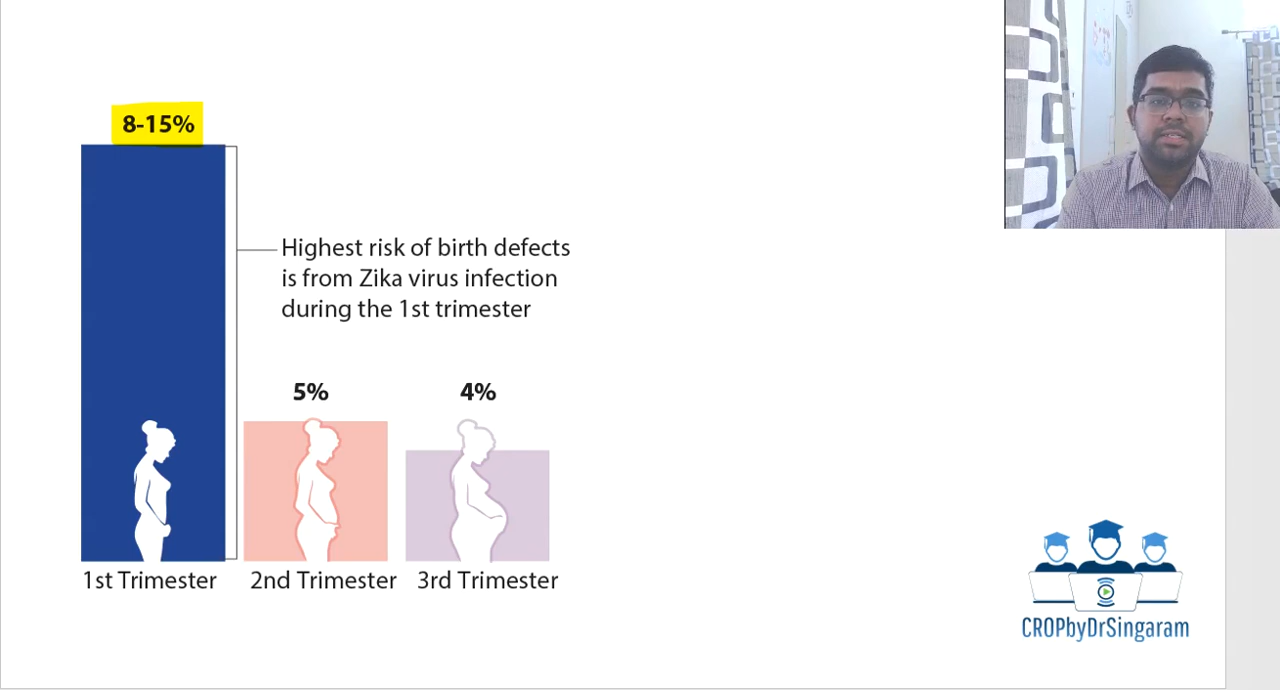 8-15%
Highest risk of birth defects
is from Zika virus infection
during the 1st trimester
5%
4%
1st Trimester
2nd Trimester
3rd Trimester
CROPbyDrSingaram